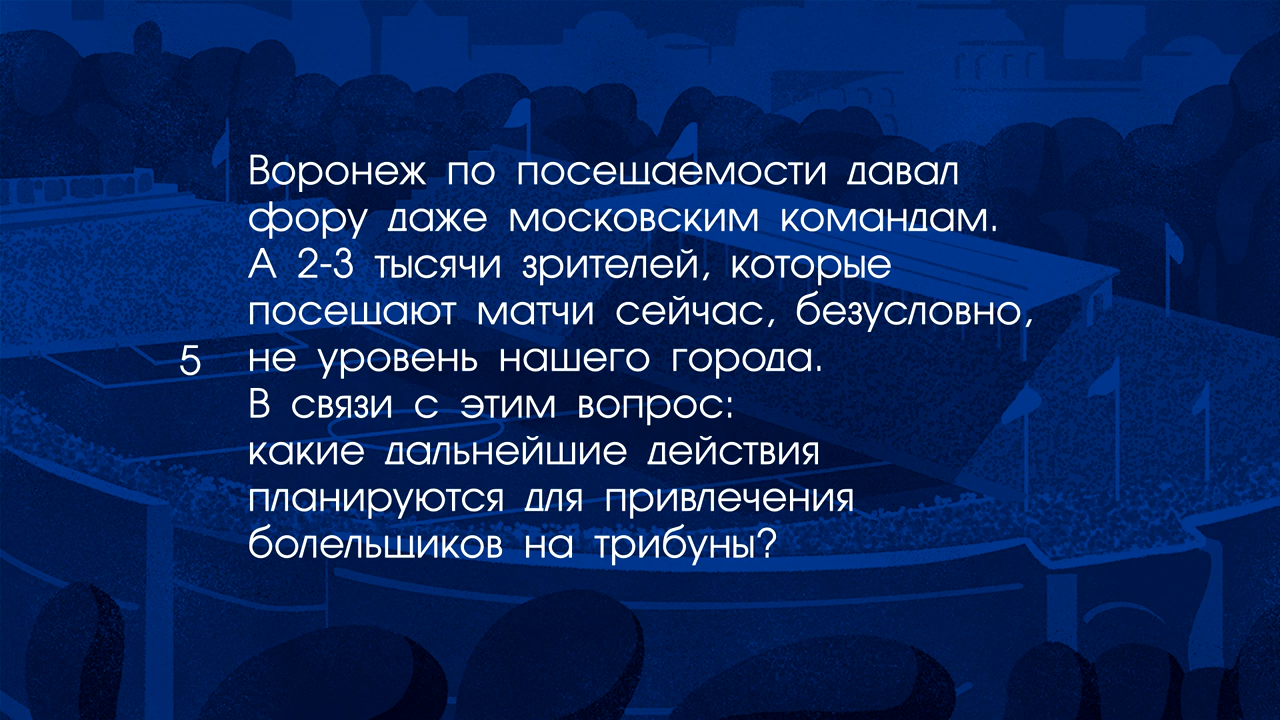 Воронеж по посещаемости давал
фору даже московским командам.
А 2-3 тысячи зрителей, которые
посещают матчи сейчас, безусловно,
5 не уровень нашего города.
В связи с этим вопрос:
какие дальнейшие действия
планируются для привлечения
болельщиков на трибуны?